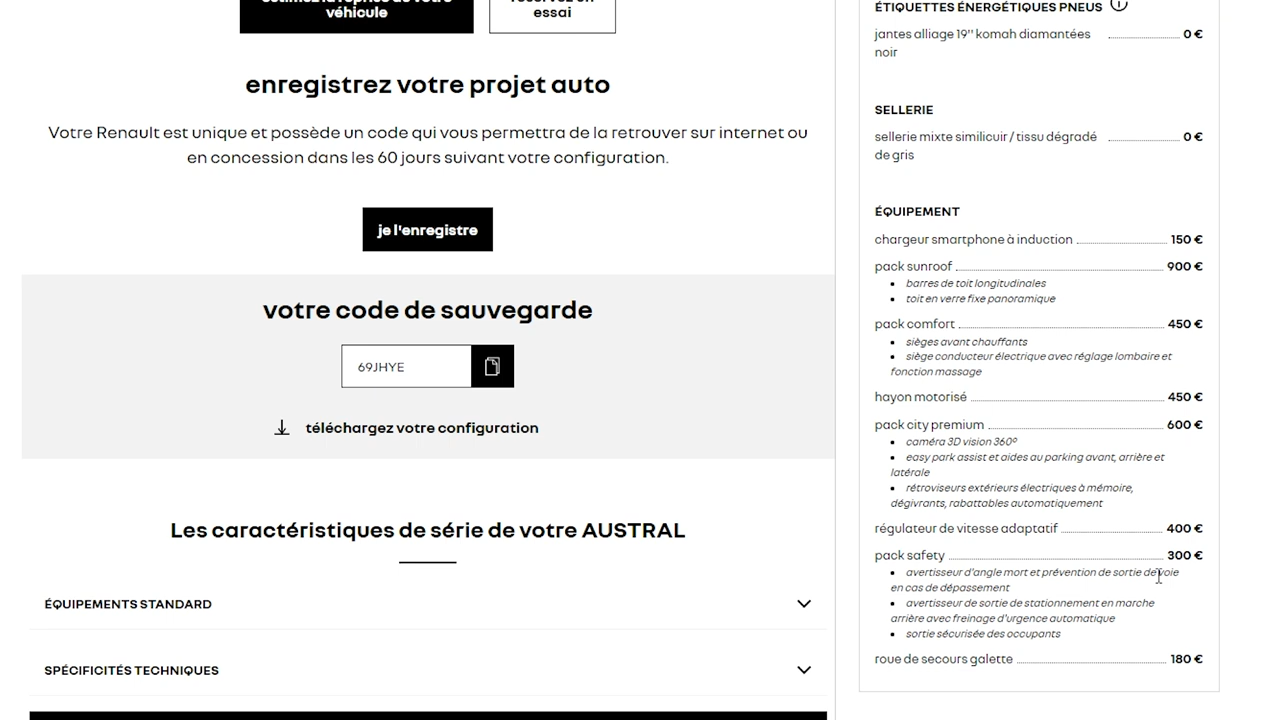 véhicule
essai
enregistrez votre projet auto
Votre Renault est unique et possède un code qui vous permettra de la retrouver sur internet ou
en concession dans les 60 jours suivant votre configuration.
je l'enregistre
votre code de sauvegarde
69JHYE
téléchargez votre configuration
Les caractéristiques de série de votre AUSTRAL
ÉQUIPEMENTS STANDARD
SPÉCIFICITÉS TECHNIQUES
ÉTIQUETTES ÉNERGÉTIQUES PNEUS
jantes alliage 19'' komah diamantées 0 €
noir
SELLERIE
sellerie mixte similicuir / tissu dégradé 0 €
de gris
ÉQUIPEMENT
chargeur smartphone à induction 150 €
pack sunroof 900 €
barres de toit longitudinales
toit en verre fixe panoramique
pack comfort 450 €
sièges avant chauffants
siège conducteur électrique avec réglage lombaire et
fonction massage
hayon motorisé 450 €
pack city premium 600 €
caméra 3D vision 360°
easy park assist et aides au parking avant, arrière et
latérale
rétroviseurs extérieurs électriques à mémoire,
dégivrants, rabattables automatiquement
régulateur de vitesse adaptatif 400 €
pack safety 300 €
avertisseur d'angle mort et prévention de sortie de voie
en cas de dépassement
avertisseur de sortie de stationnement en marche
arrière avec freinage d'urgence automatique
sortie sécurisée des occupants
roue de secours galette 180 €